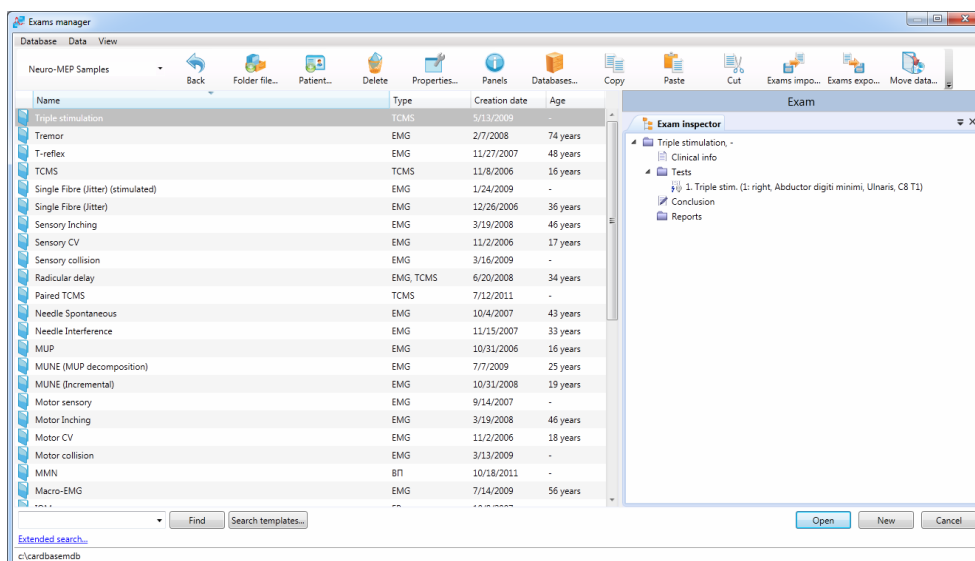 Exams manager
Database Data View
Neuro-MEP Samples
Back Folder file... Patient... Delete Properties... Panels Databases... Copy Paste Cut Exams impo... Exams expo... Move data...
Name Type Creation date Age
Triple stimulation TCMS 5/13/2009 -
Tremor EMG 2/7/2008 74 years
T-reflex EMG 11/27/2007 48 years
TCMS TCMS 11/8/2006 16 years
Single Fibre (Jitter) (stimulated) EMG 1/24/2009 -
Single Fibre (Jitter) EMG 12/26/2006 36 years
Sensory Inching EMG 3/19/2008 46 years
Sensory CV EMG 11/2/2006 17 years
Sensory collision EMG 3/16/2009 -
Radicular delay EMG, TCMS 6/20/2008 34 years
Paired TCMS TCMS 7/12/2011 -
Needle Spontaneous EMG 10/4/2007 43 years
Needle Interference EMG 11/15/2007 33 years
MUP EMG 10/31/2006 16 years
MUNE (MUP decomposition) EMG 7/7/2009 25 years
MUNE (Incremental) EMG 10/31/2008 19 years
Motor sensory EMG 9/14/2007 -
Motor Inching EMG 3/19/2008 46 years
Motor CV EMG 11/2/2006 18 years
Motor collision EMG 3/13/2009 -
MMN ВП 10/18/2011 -
Macro-EMG EMG 7/14/2009 56 years
Exam
Exam inspector
Triple stimulation, -
Clinical info
Tests
1. Triple stim. (1: right, Abductor digiti minimi, Ulnaris, C8 T1)
Conclusion
Reports
Find Search templates... Open New Cancel
Extended search...
c:\cardbasemdb